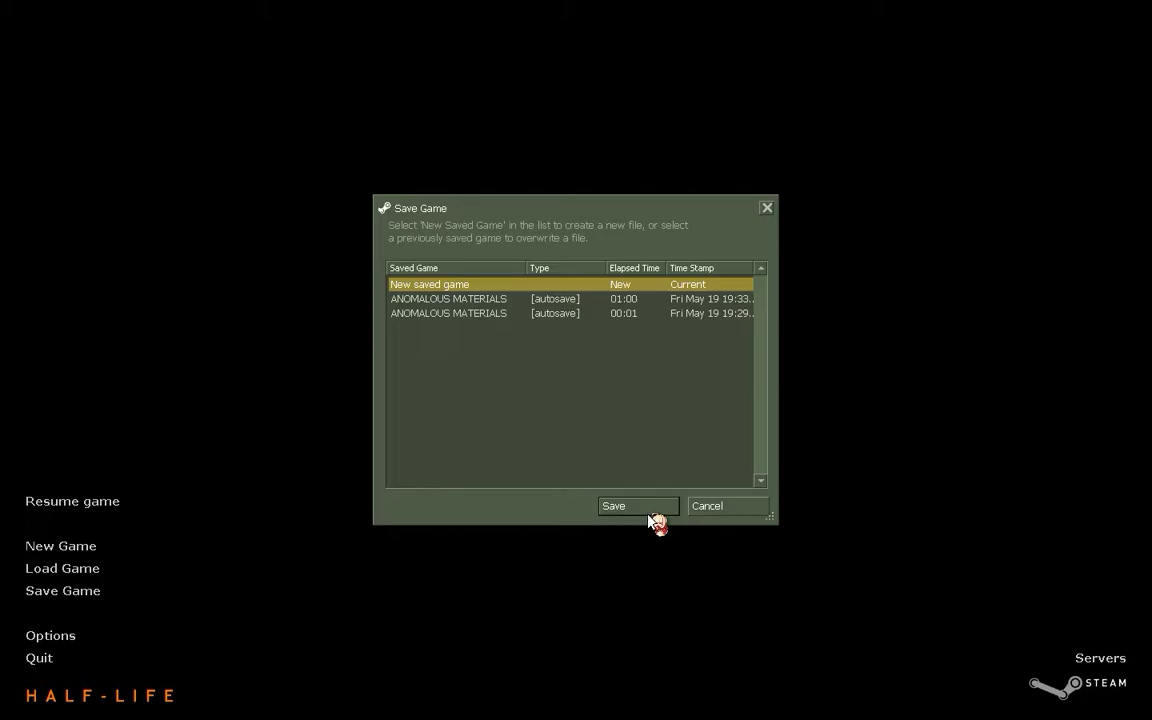 Save Game
Select 'New Saved Game' in the list to create a new file, or select
a previously saved game to overwrite a file.
Saved Game Type Elapsed Time Time Stamp
New saved game New Current
ANOMALOUS MATERIALS [autosave] 01:00 Fri May 19 19:33..
ANOMALOUS MATERIALS [autosave] 00:01 Fri May 19 19:29..
Save Cancel
Resume game
New Game
Load Game
Save Game
Options
Quit
HALF-LIFE
Servers
STEAM